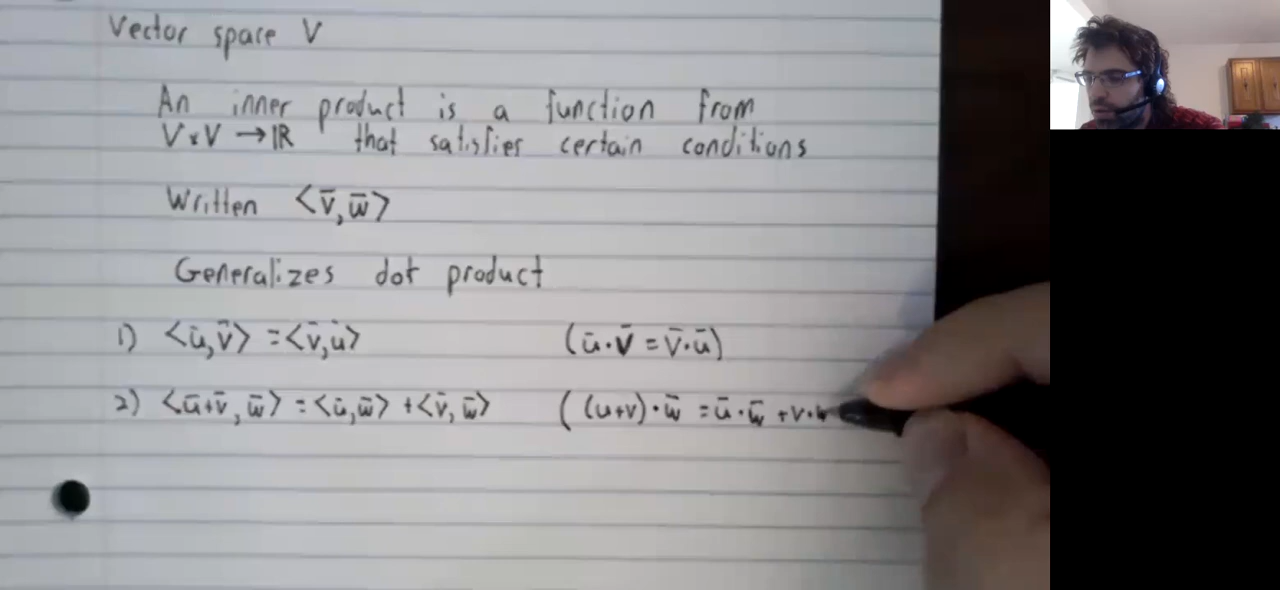 Vector space V
An inner product is a function from
V×V →ℝ that satisfies certain conditions
Written <v̄, w̄>
Generalizes dot product
1) <ū, v̄> = <v̄, ū> (ū·v̄ = v̄·ū)
2) <ū+v̄, w̄> = <ū, w̄> + <v̄, w̄> ( (u+v)·w̄ = ū·w̄ + v·w